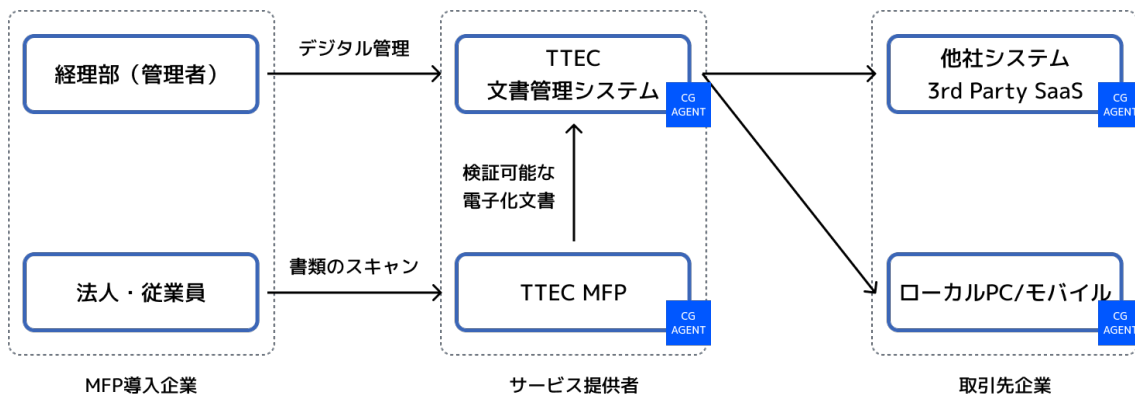 経理部（管理者）
デジタル管理
TTEC
文書管理システム
CG
AGENT
他社システム
3rd Party SaaS
CG
AGENT
検証可能な
電子化文書
法人・従業員
書類のスキャン
TTEC MFP
CG
AGENT
ローカルPC/モバイル
CG
AGENT
MFP導入企業
サービス提供者
取引先企業